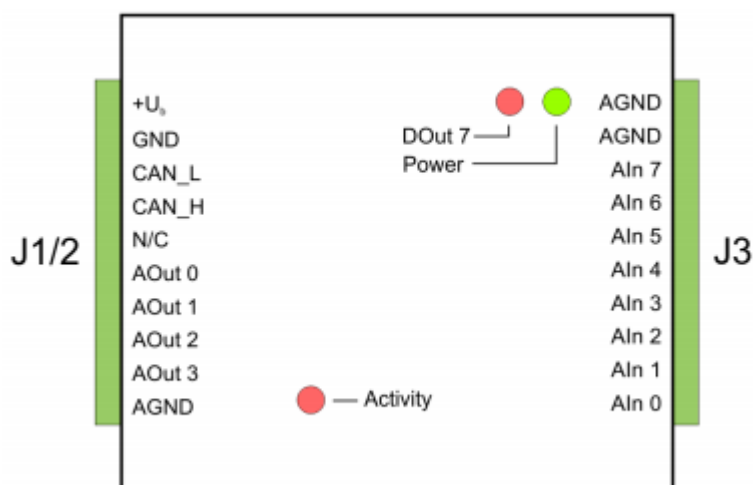 +U₉
GND
CAN_L
CAN_H
N/C
AOut 0
AOut 1
AOut 2
AOut 3
AGND
J1/2
DOut 7
Power
Activity
AGND
AGND
AIn 7
AIn 6
AIn 5
AIn 4
AIn 3
AIn 2
AIn 1
AIn 0
J3